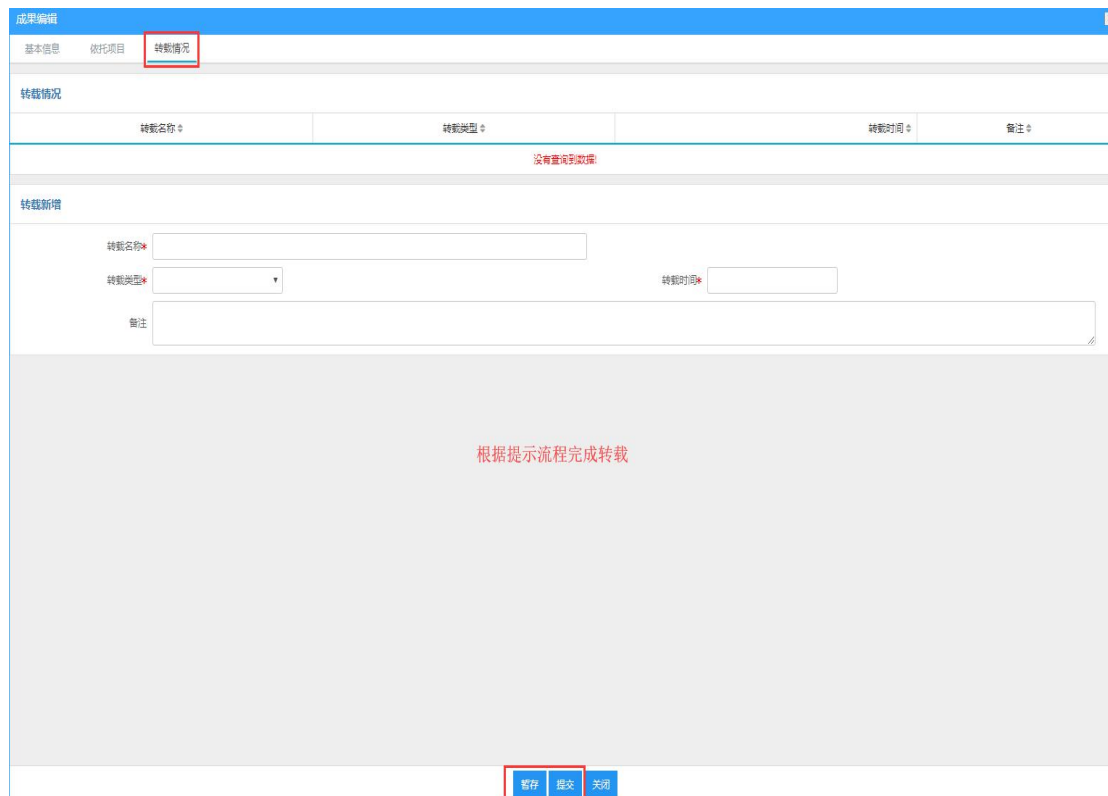 成果编辑
基本信息 依托项目 转载情况
转载情况
转载名称 转载类型 转载时间 备注
没有查询到数据!
转载新增
转载名称*
转载类型* 转载时间*
备注
根据提示流程完成转载
暂存 提交 关闭